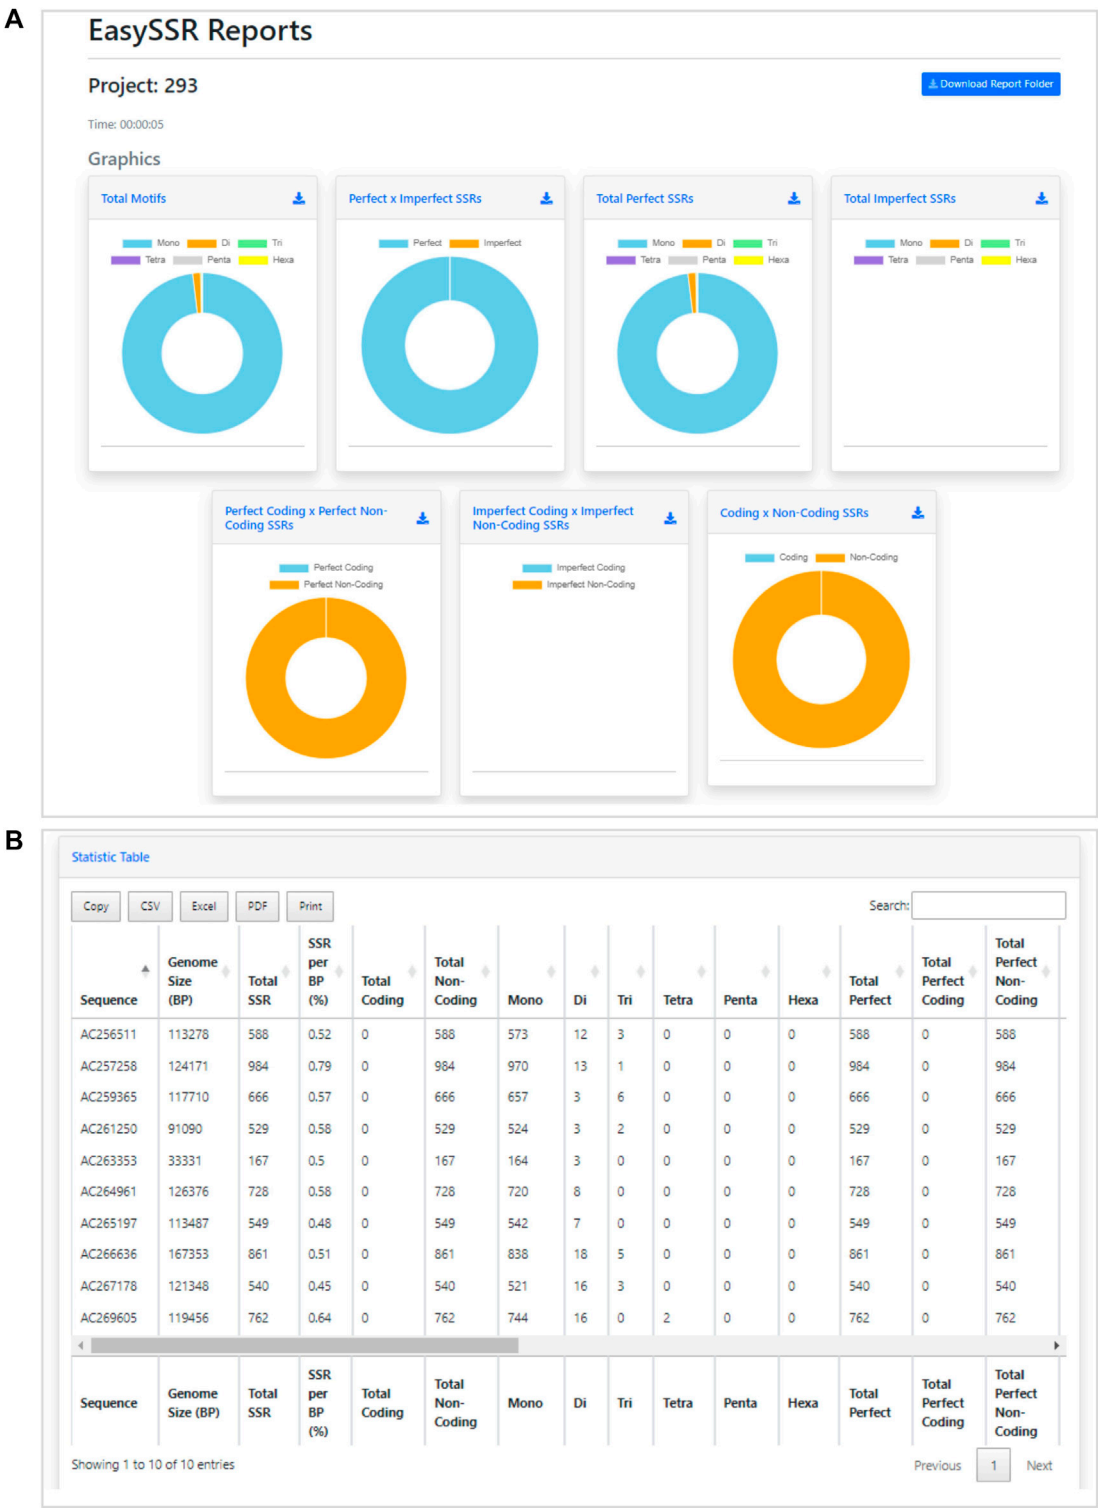 A
EasySSR Reports
Project: 293
Download Report Folder
Time: 00:00:05
Graphics
Total Motifs
Mono Di Tri
Tetra Penta Hexa
Perfect x Imperfect SSRs
Perfect Imperfect
Total Perfect SSRs
Mono Di Tri
Tetra Penta Hexa
Total Imperfect SSRs
Mono Di Tri
Tetra Penta Hexa
Perfect Coding x Perfect Non-
Coding SSRs
Perfect Coding
Perfect Non-Coding
Imperfect Coding x Imperfect
Non-Coding SSRs
Imperfect Coding
Imperfect Non-Coding
Coding x Non-Coding SSRs
Coding Non-Coding
B
Statistic Table
Copy CSV Excel PDF Print
Search:
Sequence Genome Size (BP) Total SSR SSR per BP (%) Total Coding Total Non-Coding Mono Di Tri Tetra Penta Hexa Total Perfect Total Perfect Coding Total Perfect Non-Coding
AC256511 113278 588 0.52 0 588 573 12 3 0 0 0 588 0 588
AC257258 124171 984 0.79 0 984 970 13 1 0 0 0 984 0 984
AC259365 117710 666 0.57 0 666 657 3 6 0 0 0 666 0 666
AC261250 91090 529 0.58 0 529 524 3 2 0 0 0 529 0 529
AC263353 33331 167 0.5 0 167 164 3 0 0 0 0 167 0 167
AC264961 126376 728 0.58 0 728 720 8 0 0 0 0 728 0 728
AC265197 113487 549 0.48 0 549 542 7 0 0 0 0 549 0 549
AC266636 167353 861 0.51 0 861 838 18 5 0 0 0 861 0 861
AC267178 121348 540 0.45 0 540 521 16 3 0 0 0 540 0 540
AC269605 119456 762 0.64 0 762 744 16 0 2 0 0 762 0 762
Sequence Genome Size (BP) Total SSR SSR per BP (%) Total Coding Total Non-Coding Mono Di Tri Tetra Penta Hexa Total Perfect Total Perfect Coding Total Perfect Non-Coding
Showing 1 to 10 of 10 entries
Previous 1 Next